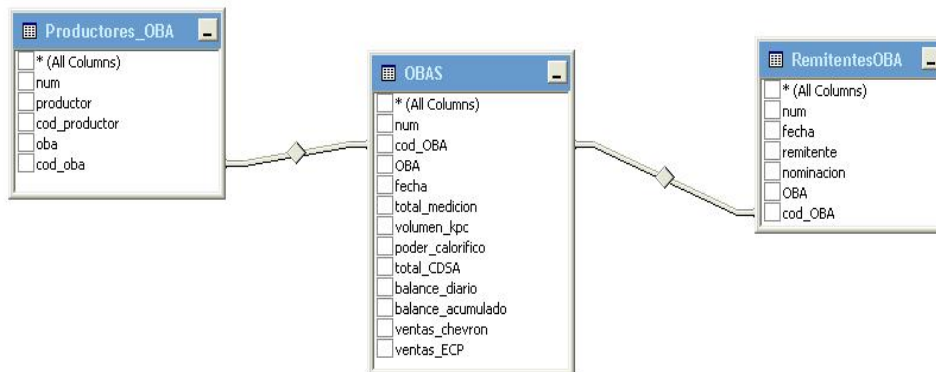 Productores_OBA
* (All Columns)
num
productor
cod_productor
oba
cod_oba
OBAS
* (All Columns)
num
cod_OBA
OBA
fecha
total_medicion
volumen_kpc
poder_calorifico
total_CDSA
balance_diario
balance_acumulado
ventas_chevron
ventas_ECP
RemitentesOBA
* (All Columns)
num
fecha
remitente
nominacion
OBA
cod_OBA